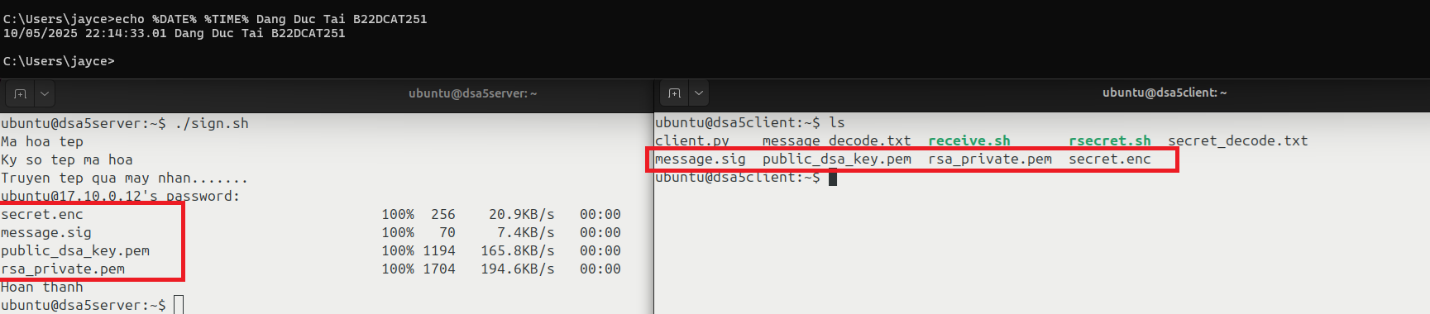 C:\Users\jayce>echo %DATE% %TIME% Dang Duc Tai B22DCAT251
10/05/2025 22:14:33.01 Dang Duc Tai B22DCAT251
C:\Users\jayce>
ubuntu@dsa5server: ~
ubuntu@dsa5server:~$ ./sign.sh
Ma hoa tep
Ky so tep ma hoa
Truyen tep qua may nhan.......
ubuntu@17.10.0.12's password:
secret.enc 100% 256 20.9KB/s 00:00
message.sig 100% 70 7.4KB/s 00:00
public_dsa_key.pem 100% 1194 165.8KB/s 00:00
rsa_private.pem 100% 1704 194.6KB/s 00:00
Hoan thanh
ubuntu@dsa5server:~$
ubuntu@dsa5client: ~
ubuntu@dsa5client:~$ ls
client.py message_decode.txt receive.sh rsecret.sh secret_decode.txt
message.sig public_dsa_key.pem rsa_private.pem secret.enc
ubuntu@dsa5client:~$